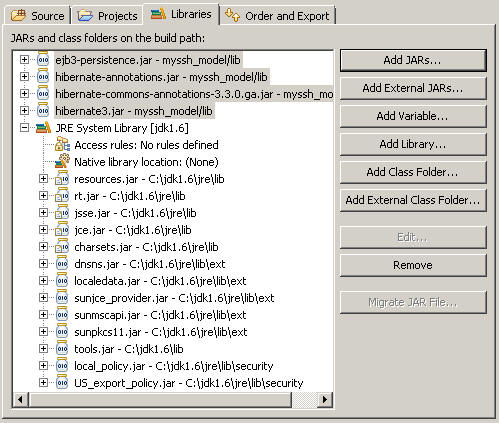 Source
Projects
Libraries
Order and Export
JARs and class folders on the build path:
ejb3-persistence.jar - myssh_model/lib
hibernate-annotations.jar - myssh_model/lib
hibernate-commons-annotations-3.3.0.ga.jar - myssh_mo
hibernate3.jar - myssh_model/lib
JRE System Library [jdk1.6]
Access rules: No rules defined
Native library location: (None)
resources.jar - C:\jdk1.6\jre\lib
rt.jar - C:\jdk1.6\jre\lib
jsse.jar - C:\jdk1.6\jre\lib
jce.jar - C:\jdk1.6\jre\lib
charsets.jar - C:\jdk1.6\jre\lib
dnsns.jar - C:\jdk1.6\jre\lib\ext
localedata.jar - C:\jdk1.6\jre\lib\ext
sunjce_provider.jar - C:\jdk1.6\jre\lib\ext
sunmscapi.jar - C:\jdk1.6\jre\lib\ext
sunpkcs11.jar - C:\jdk1.6\jre\lib\ext
tools.jar - C:\jdk1.6\lib
local_policy.jar - C:\jdk1.6\jre\lib\security
US_export_policy.jar - C:\jdk1.6\jre\lib\security
Add JARs...
Add External JARs...
Add Variable...
Add Library...
Add Class Folder...
Add External Class Folder...
Edit...
Remove
Migrate JAR File...